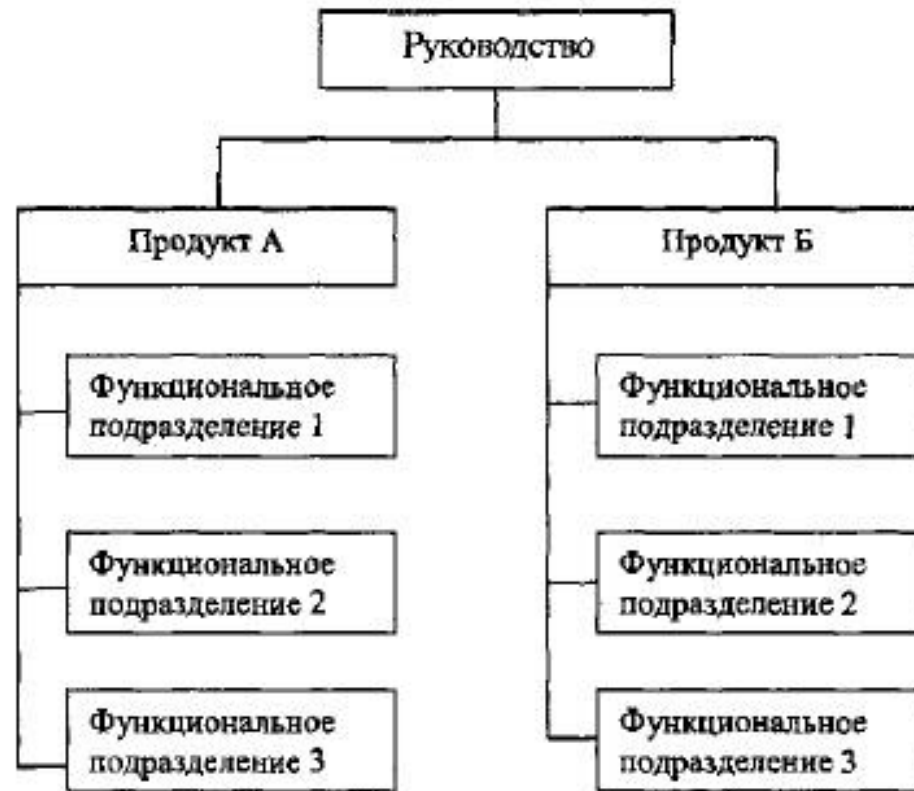 Руководство
Продукт А
Функциональное
подразделение 1
Функциональное
подразделение 2
Функциональное
подразделение 3
Продукт Б
Функциональное
подразделение 1
Функциональное
подразделение 2
Функциональное
подразделение 3